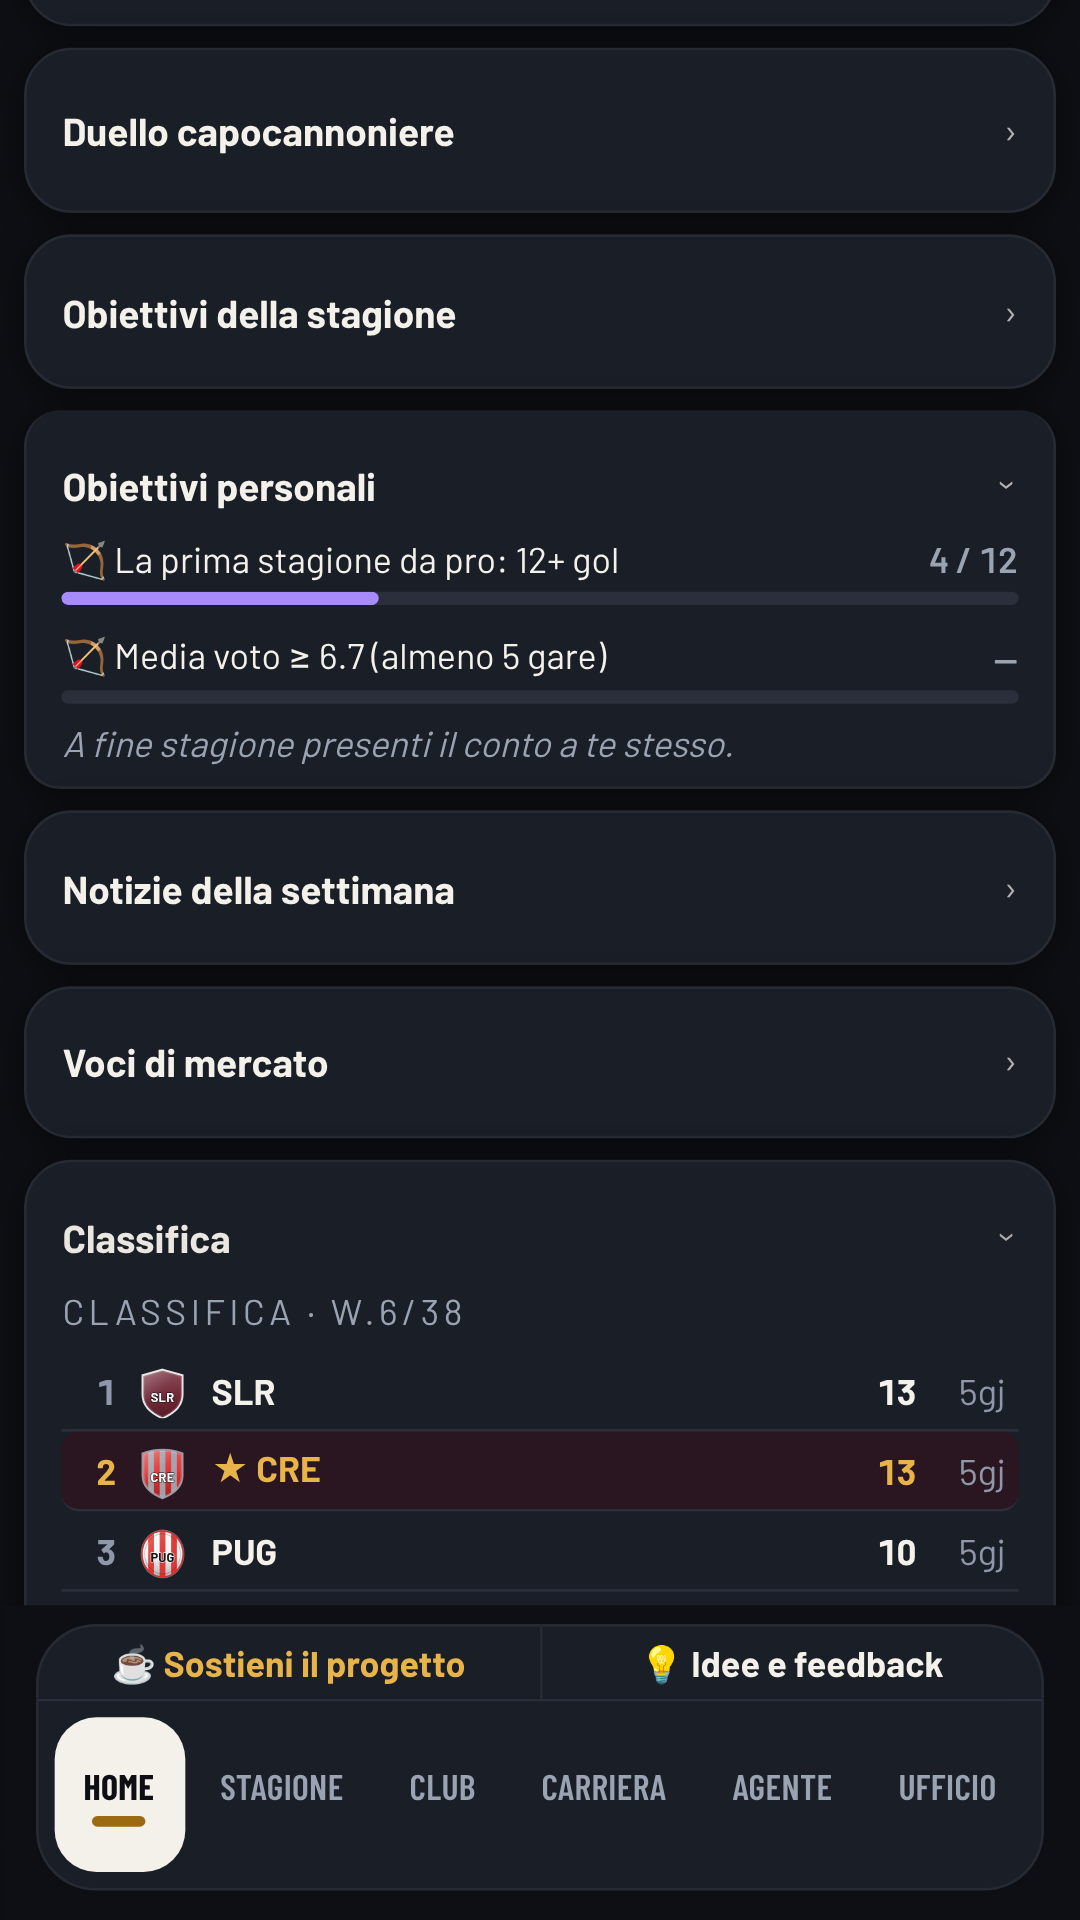 Duello capocannoniere ›
Obiettivi della stagione ›
Obiettivi personali
La prima stagione da pro: 12+ gol 4 / 12
Media voto ≥ 6.7 (almeno 5 gare) –
A fine stagione presenti il conto a te stesso.
Notizie della settimana ›
Voci di mercato ›
Classifica
CLASSIFICA · W.6/38
1 SLR SLR 13 5gj
2 CRE ★ CRE 13 5gj
3 PUG PUG 10 5gj
☕ Sostieni il progetto 💡 Idee e feedback
HOME STAGIONE CLUB CARRIERA AGENTE UFFICIO